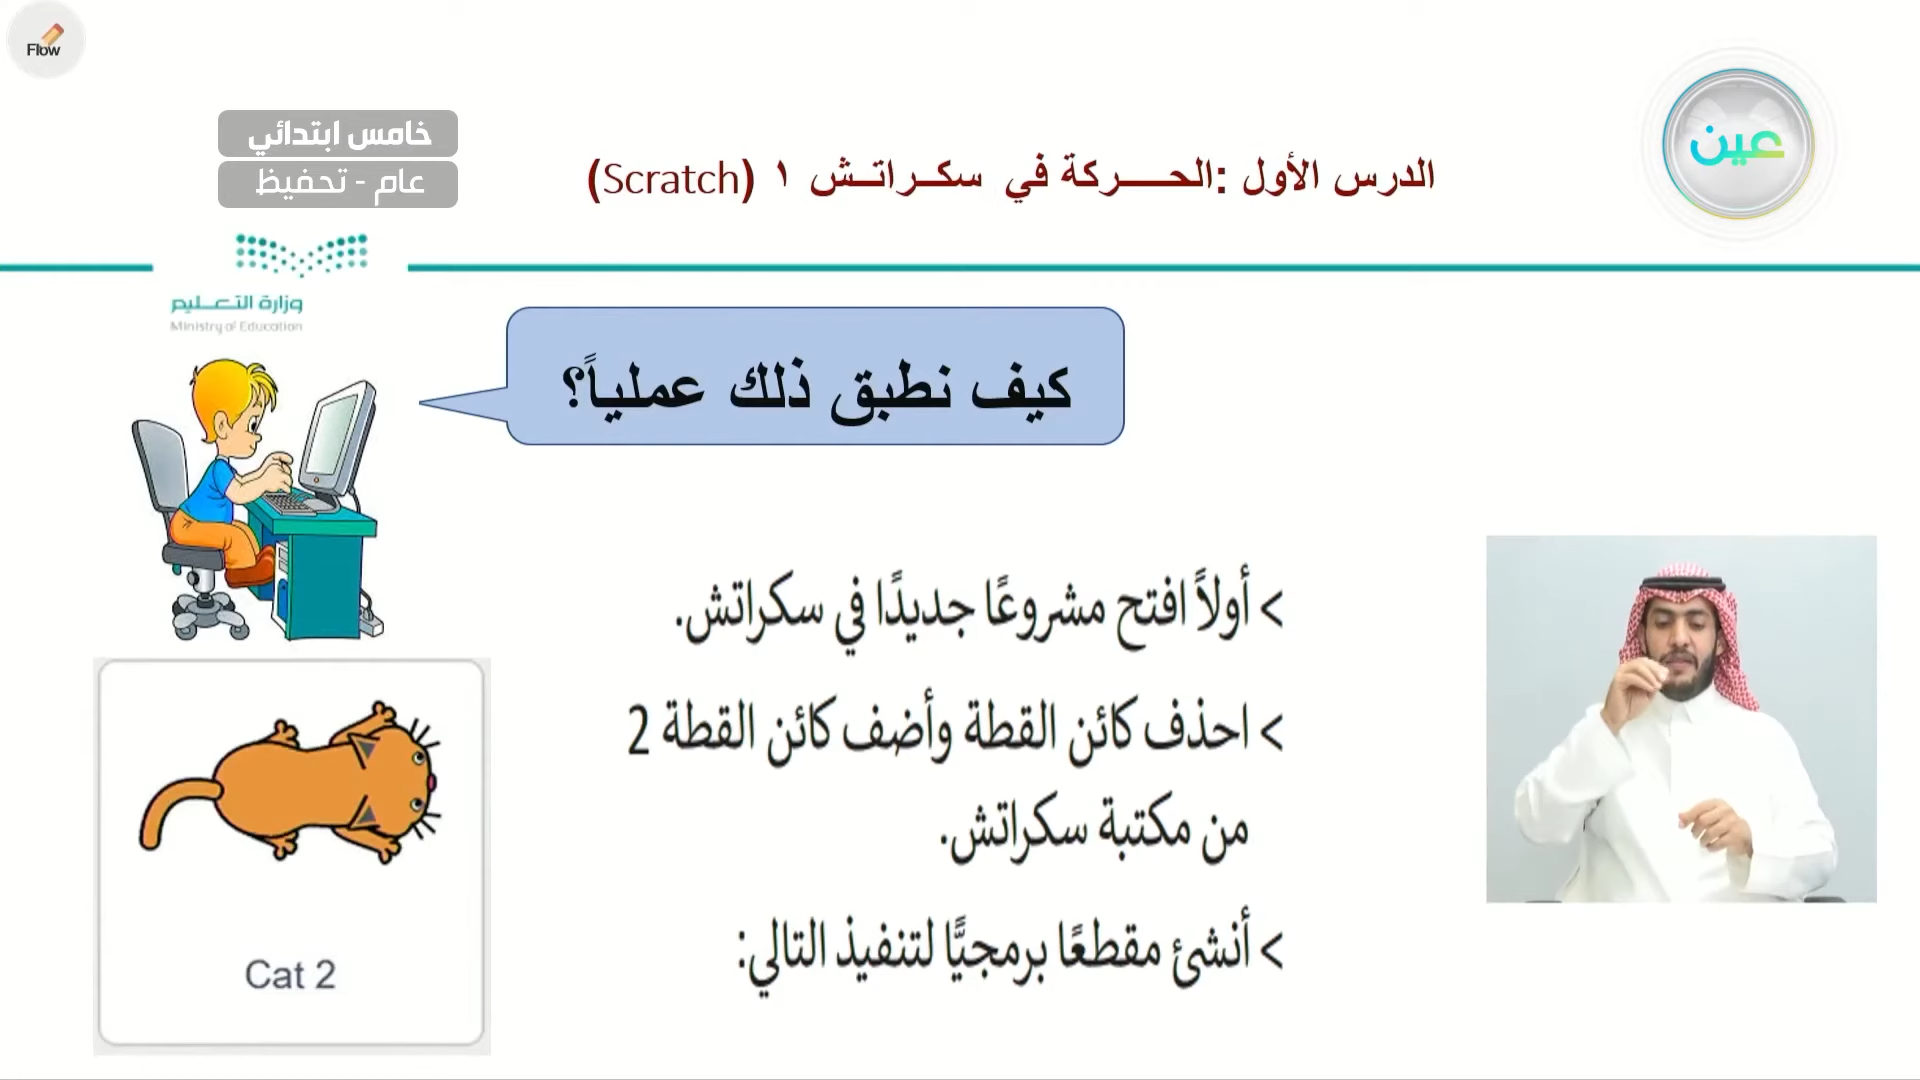 Flow
خامس ابتدائي
عام - تحفيظ
الدرس الأول :الحـــــركة في سكــراتــش ١ (Scratch)
عين
وزارة التعـــليم
Ministry of Education
كيف نطبق ذلك عملياً؟
> أولاً افتح مشروعًا جديدًا في سكراتش.
> احذف كائن القطة وأضف كائن القطة 2
من مكتبة سكراتش.
> أنشئ مقطعًا برمجيًّا لتنفيذ التالي:
Cat 2